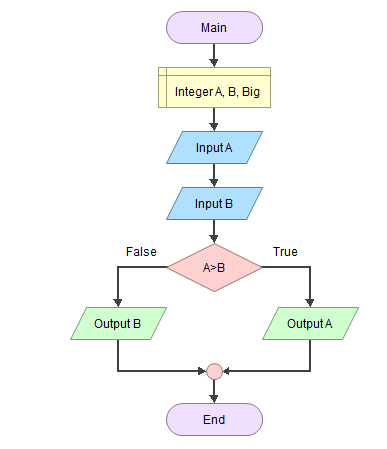 Main
Integer A, B, Big
Input A
Input B
False
True
A>B
Output B
Output A
End